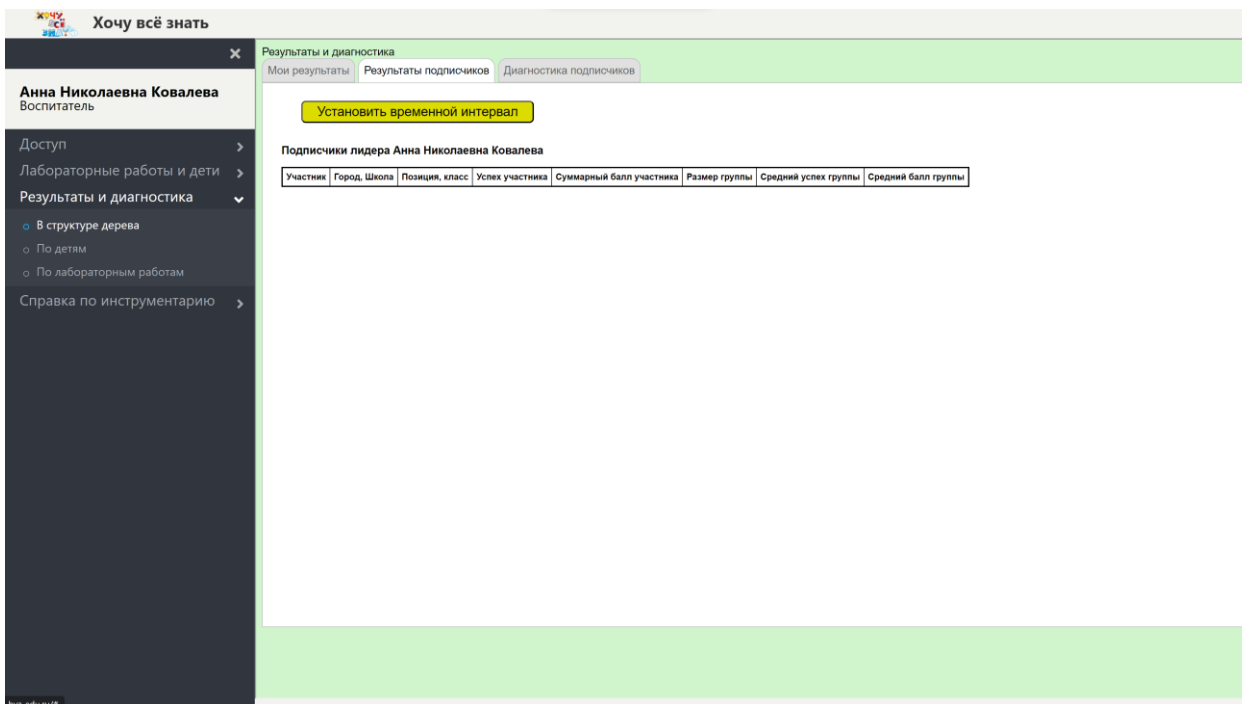 ХОЧУ ВСЁ Хочу всё знать
Результаты и диагностика
Мои результаты Результаты подписчиков Диагностика подписчиков
Анна Николаевна Ковалева
Воспитатель
Доступ
Лабораторные работы и дети
Результаты и диагностика
В структуре дерева
По детям
По лабораторным работам
Справка по инструментарию
Установить временной интервал
Подписчики лидера Анна Николаевна Ковалева
Участник Город, Школа Позиция, класс Успех участника Суммарный балл участника Размер группы Средний успех группы Средний балл группы